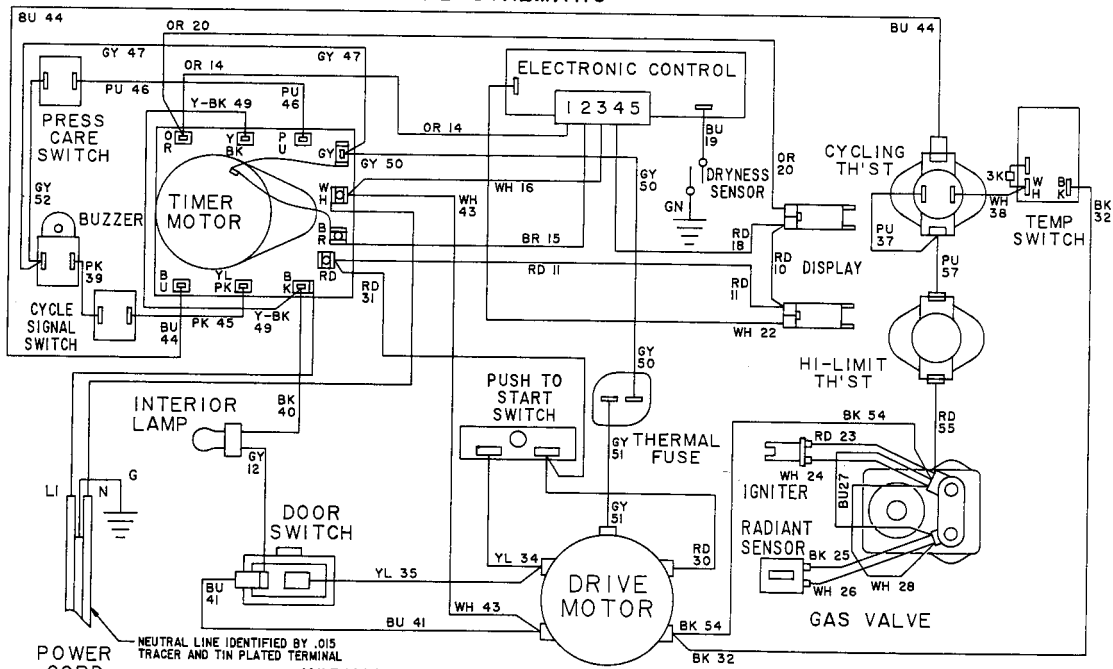 BU 44
OR 20
BU 44
GY 47
GY 47
OR 14
ELECTRONIC CONTROL
PU 46
PU
46
Y-BK 49
1 2 3 4 5
PRESS
CARE
SWITCH
OR 14
BU
19
O
R
Y
BK
P
U
GY
GY 50
GY
50
DRYNESS
SENSOR
OR
20
CYCLING
TH'ST
3K
W
H
B
K
TIMER
MOTOR
W
H
WH
43
WH 16
GN
WH
38
BK
32
TEMP
SWITCH
GY
52
BUZZER
B
R
BR 15
RD
18
PU
37
PK
39
RD
RD
31
RD 11
RD
10
DISPLAY
PU
57
B
U
YL
PK
B
K
RD
11
CYCLE
SIGNAL
SWITCH
PK 45
BU
44
Y-BK
49
WH 22
GY
50
HI-LIMIT
TH'ST
INTERIOR
LAMP
BK
40
PUSH TO
START
SWITCH
BK 54
RD
55
GY
12
GY
51
THERMAL
FUSE
RD 23
WH 24
IGNITER
BU27
L1
N
G
DOOR
SWITCH
GY
51
RADIANT
SENSOR
BK 25
YL 34
RD
30
YL 35
DRIVE
MOTOR
WH 26
WH 28
BU
41
WH 43
GAS VALVE
BU 41
BK 54
BK 32
POWER
NEUTRAL LINE IDENTIFIED BY .015
TRACER AND TIN PLATED TERMINAL